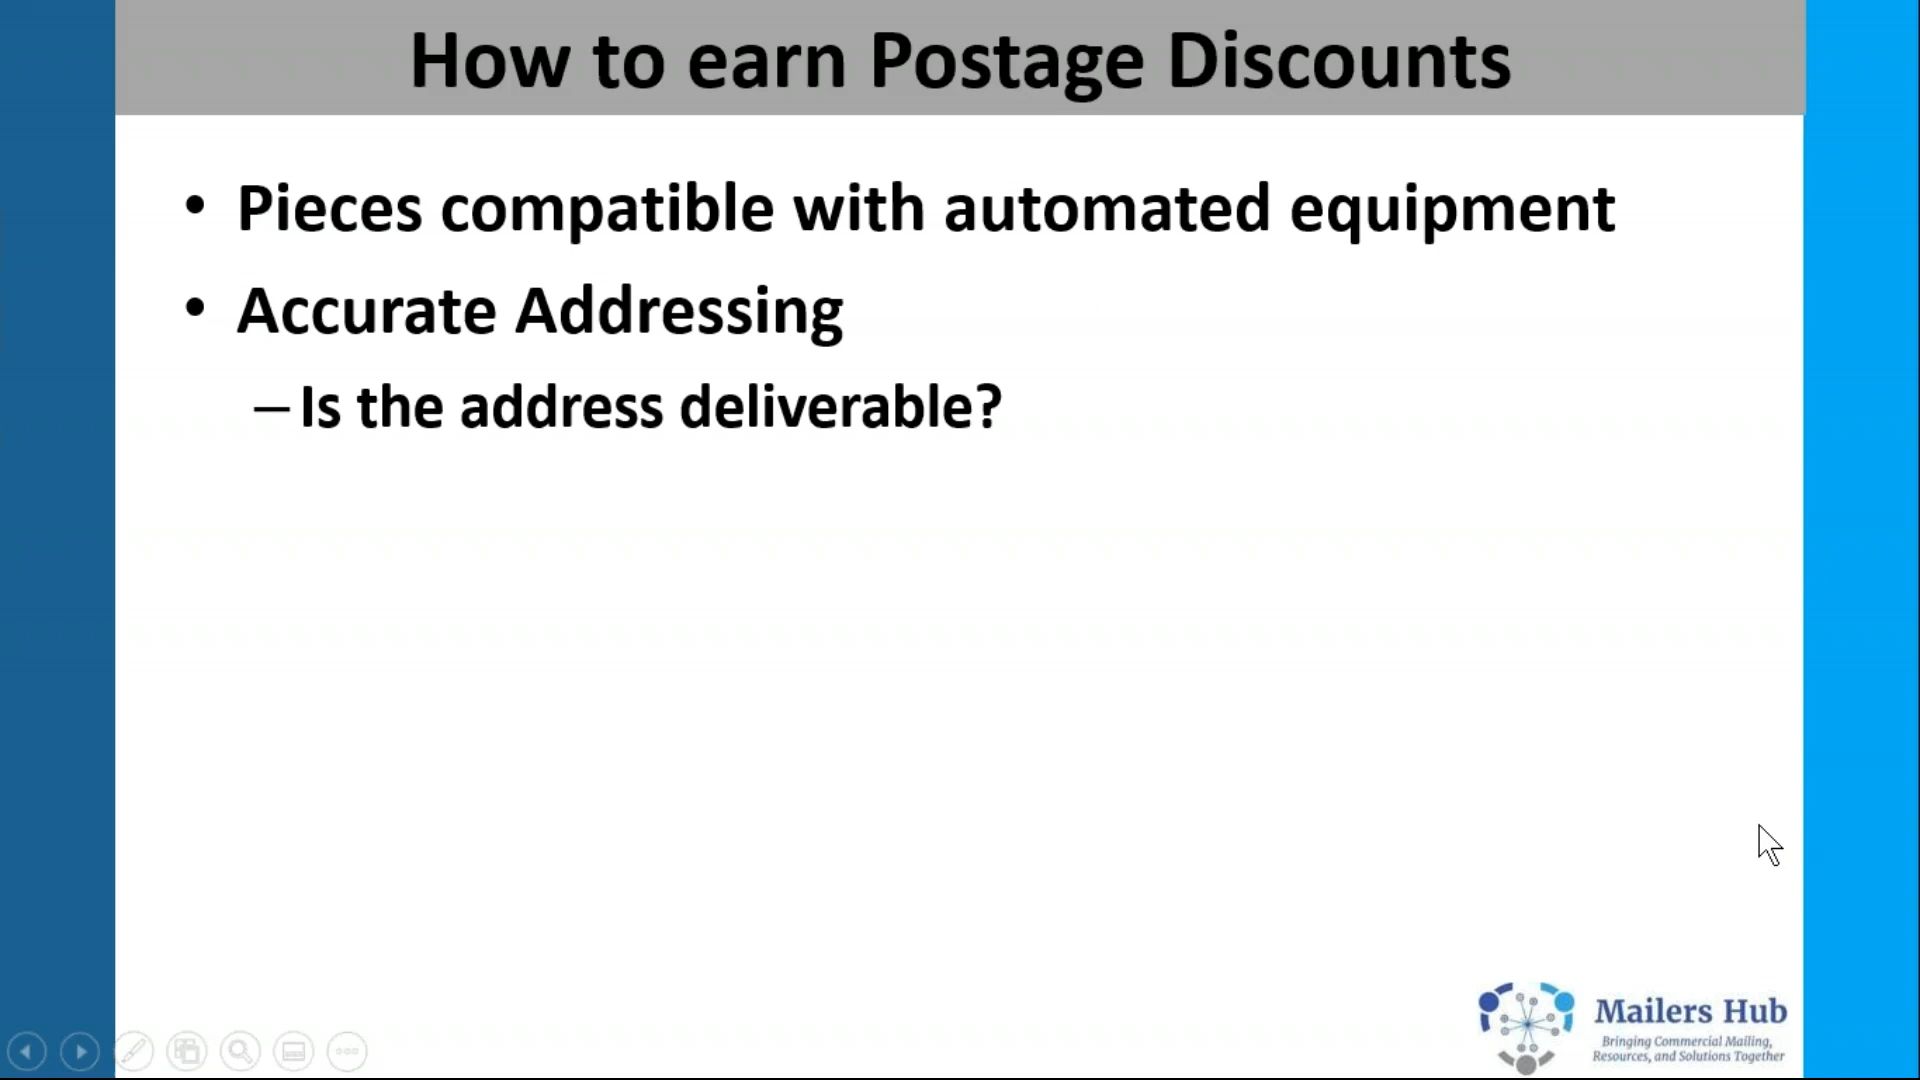 How to earn Postage Discounts
• Pieces compatible with automated equipment
• Accurate Addressing
– Is the address deliverable?
Mailers Hub
Bringing Commercial Mailing,
Resources, and Solutions Together